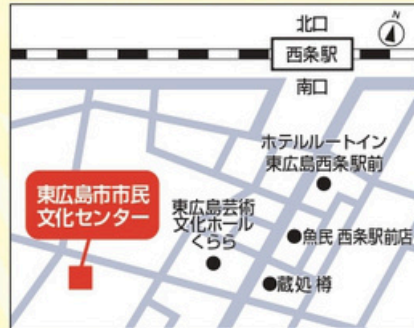 N
北口
西条駅
南口
ホテルルートイン
東広島西条駅前
東広島市市民
文化センター
東広島芸術
文化ホール
くらら
魚民 西条駅前店
蔵処 樽